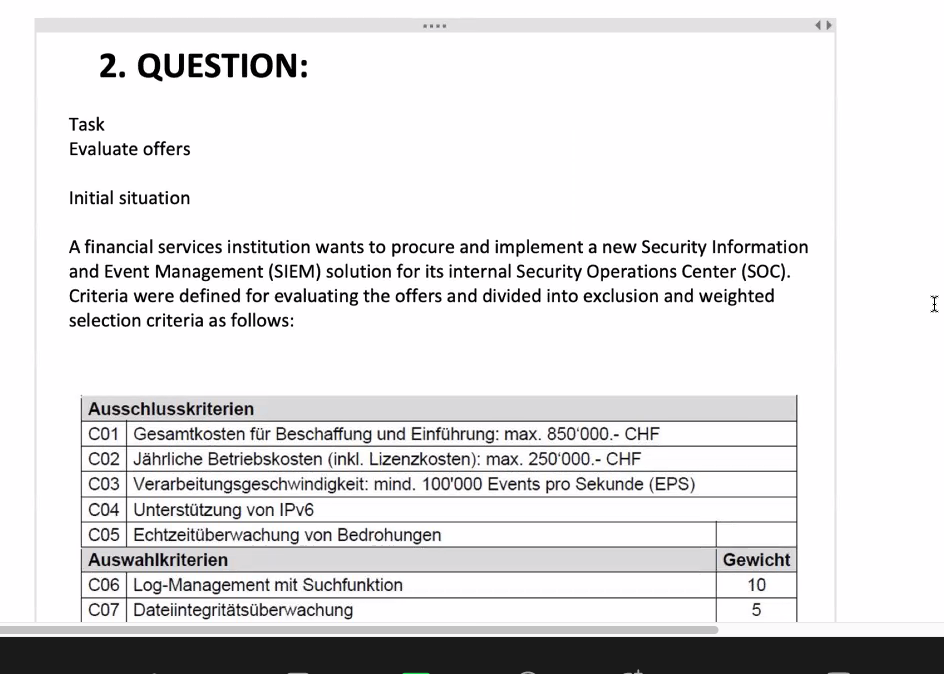 2. QUESTION:
Task
Evaluate offers
Initial situation
A financial services institution wants to procure and implement a new Security Information
and Event Management (SIEM) solution for its internal Security Operations Center (SOC).
Criteria were defined for evaluating the offers and divided into exclusion and weighted
selection criteria as follows:
Ausschlusskriterien
C01 Gesamtkosten für Beschaffung und Einführung: max. 850‘000.- CHF
C02 Jährliche Betriebskosten (inkl. Lizenzkosten): max. 250‘000.- CHF
C03 Verarbeitungsgeschwindigkeit: mind. 100'000 Events pro Sekunde (EPS)
C04 Unterstützung von IPv6
C05 Echtzeitüberwachung von Bedrohungen
Auswahlkriterien Gewicht
C06 Log-Management mit Suchfunktion 10
C07 Dateiintegritätsüberwachung 5